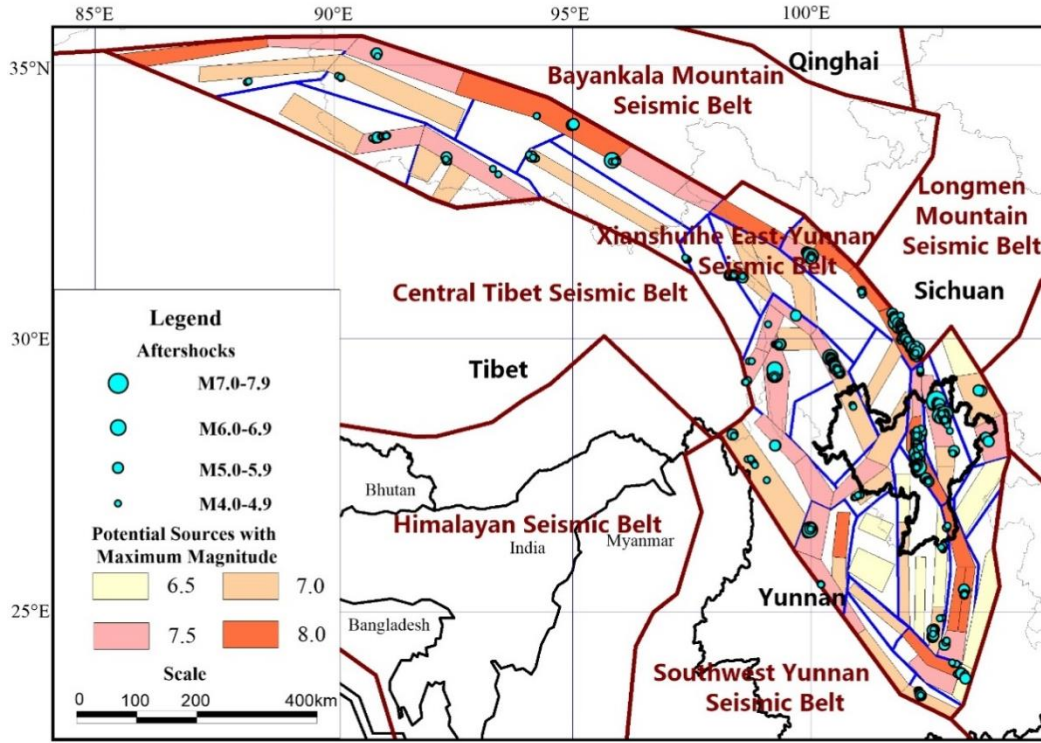 85°E 90°E 95°E 100°E
35°N
30°N
25°N
Qinghai
Bayankala Mountain
Seismic Belt
Longmen
Mountain
Seismic Belt
Xianshuihe East-Yunnan
Seismic Belt
Sichuan
Central Tibet Seismic Belt
Tibet
Bhutan
Himalayan Seismic Belt
India
Myanmar
Bangladesh
Yunnan
Southwest Yunnan
Seismic Belt
Legend
Aftershocks
M7.0-7.9
M6.0-6.9
M5.0-5.9
M4.0-4.9
Potential Sources with
Maximum Magnitude
6.5 7.0
7.5 8.0
Scale
0 100 200 400km